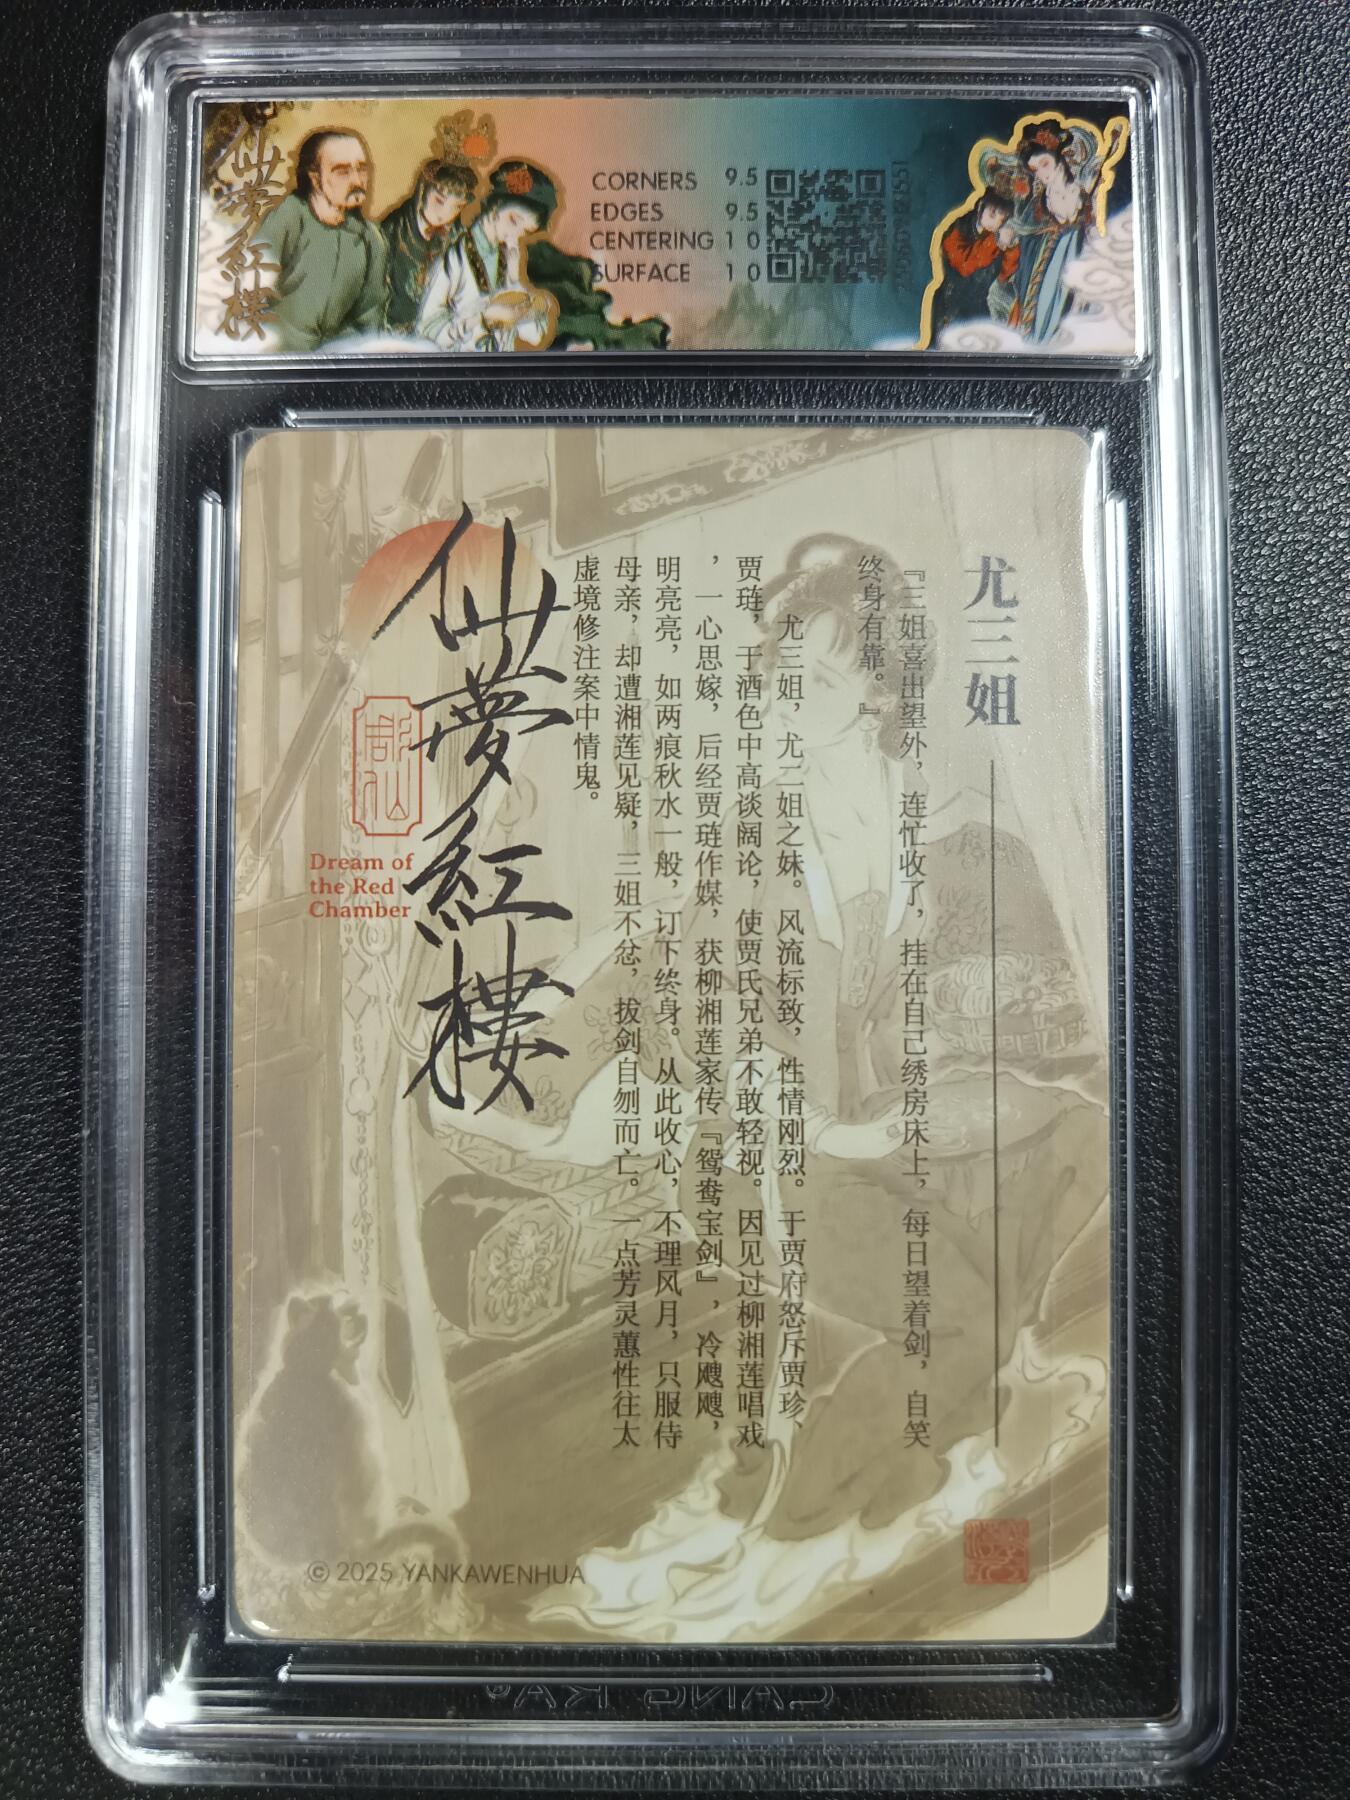 仙夢紅樓
CORNERS 9.5
EDGES 9.5
CENTERING 10
SURFACE 10
尤三姐
『三姐喜出望外，连忙收了，挂在自己绣房床上，每日望着剑，自笑
终身有靠。』
尤三姐，尤二姐之妹。风流标致，性情刚烈。于贾府怒斥贾珍、
贾琏，于酒色中高谈阔论，使贾氏兄弟不敢轻视。因见过柳湘莲唱戏
，一心思嫁，后经贾琏作媒，获柳湘莲家传『鸳鸯宝剑』，冷飕飕，
明亮亮，如两痕秋水一般，订下终身。从此收心，不理风月，只服侍
母亲，却遭湘莲见疑，三姐不忿，拔剑自刎而亡。一点芳灵蕙性往太
虚境修注案中情鬼。
仙夢紅樓
Dream of
the Red
Chamber
© 2025 YANKAWENHUA
CANG KA®